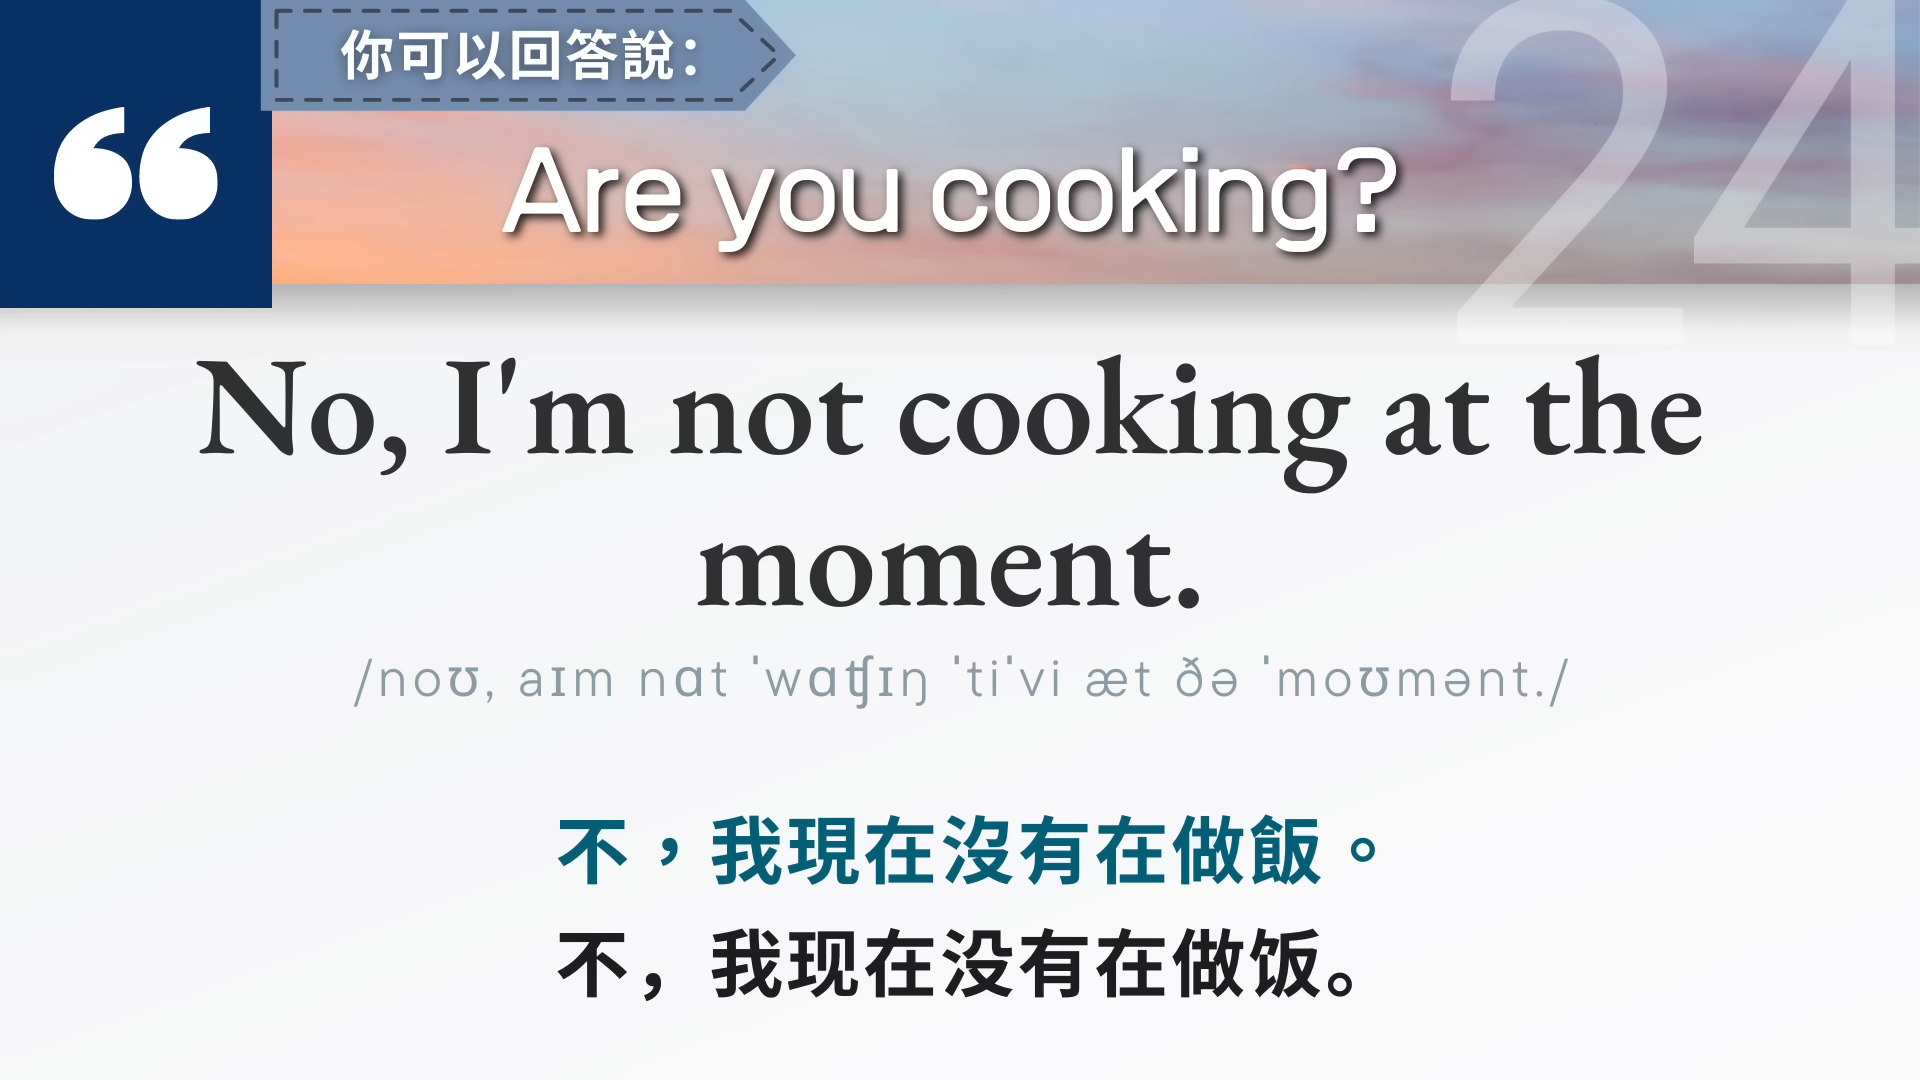 你可以回答說：
24
Are you cooking?
No, I'm not cooking at the
moment.
/noʊ, aɪm nɑt ˈwɑʧɪŋ ˈtiˈvi æt ðə ˈmoʊmənt./
不，我現在沒有在做飯。
不，我现在没有在做饭。